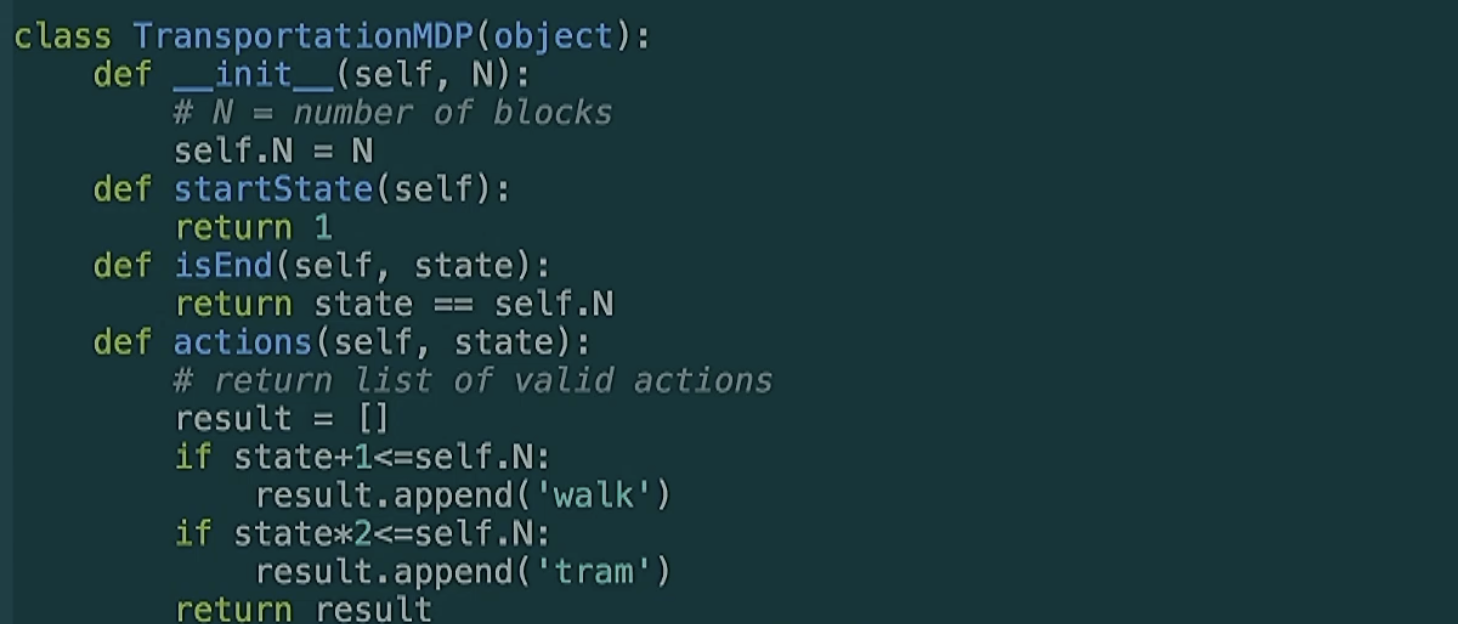 class TransportationMDP(object):
    def __init__(self, N):
        # N = number of blocks
        self.N = N
    def startState(self):
        return 1
    def isEnd(self, state):
        return state == self.N
    def actions(self, state):
        # return list of valid actions
        result = []
        if state+1<=self.N:
            result.append('walk')
        if state*2<=self.N:
            result.append('tram')
        return result